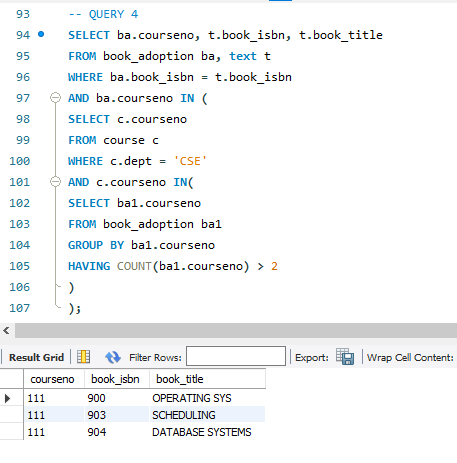 93 -- QUERY 4
94 SELECT ba.courseno, t.book_isbn, t.book_title
95 FROM book_adoption ba, text t
96 WHERE ba.book_isbn = t.book_isbn
97 AND ba.courseno IN (
98 SELECT c.courseno
99 FROM course c
100 WHERE c.dept = 'CSE'
101 AND c.courseno IN(
102 SELECT ba1.courseno
103 FROM book_adoption ba1
104 GROUP BY ba1.courseno
105 HAVING COUNT(ba1.courseno) > 2
106 )
107 );
Result Grid Filter Rows: Export: Wrap Cell Content:
courseno book_isbn book_title
111 900 OPERATING SYS
111 903 SCHEDULING
111 904 DATABASE SYSTEMS